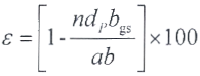 ε = [1 - nd_P b_gs / ab] × 100